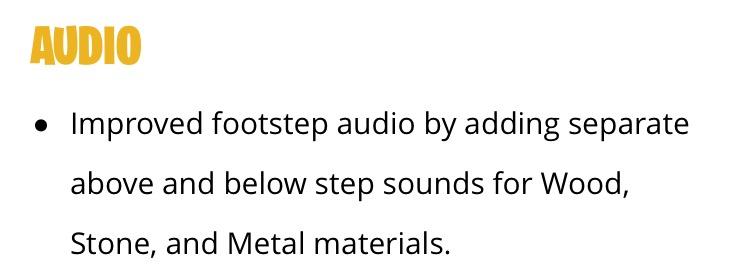 AUDIO
● Improved footstep audio by adding separate
above and below step sounds for Wood,
Stone, and Metal materials.